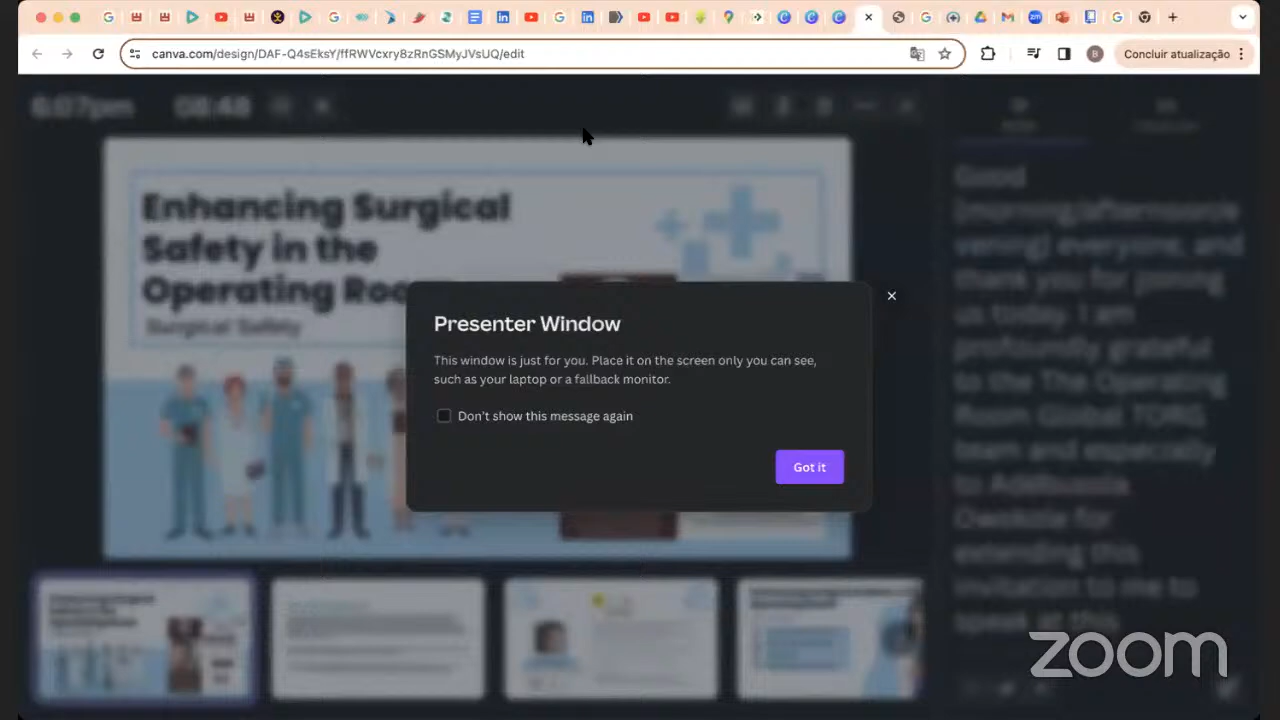 canva.com/design/DAF-Q4sEksY/ffRWVcxry8zRnGSMyJVsUQ/edit
B
Concluir atualização
6:07pm 08:48
Enhancing Surgical
Safety in the
Operating
Surgical Safety
Presenter Window
This window is just for you. Place it on the screen only you can see,
such as your laptop or a fallback monitor.
Don't show this message again
Got it
Good
[morning/afternoon/e
vening] everyone, and
thank you for joining
us today. I am
profoundly grateful
to the The Operating
Room Global TORG
team and especially
to
for
extending this
invitation to me to
speak at this
zoom